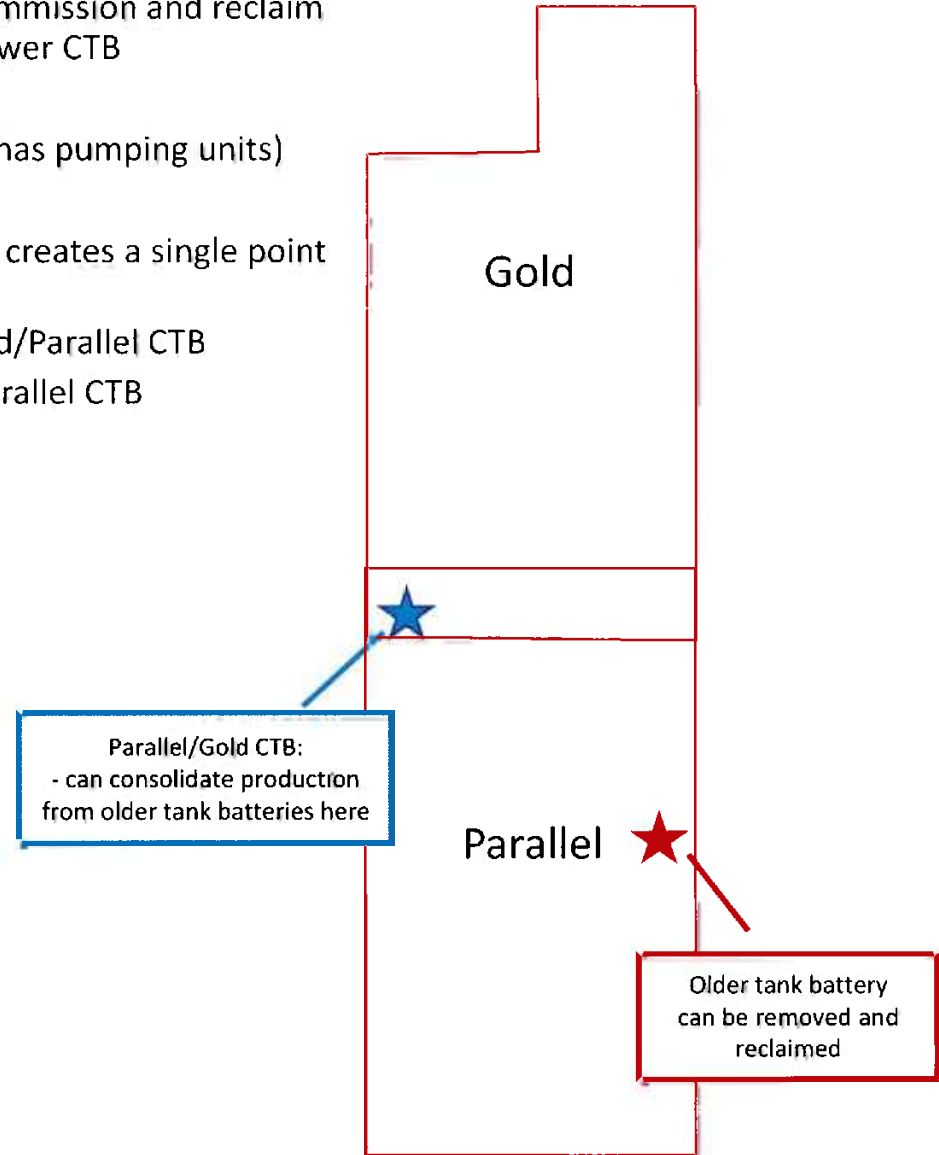 mmission and reclaim
wer CTB
has pumping units)
creates a single point
d/Parallel CTB
rallel CTB
Gold
Parallel/Gold CTB:
- can consolidate production
from older tank batteries here
Parallel
Older tank battery
can be removed and
reclaimed